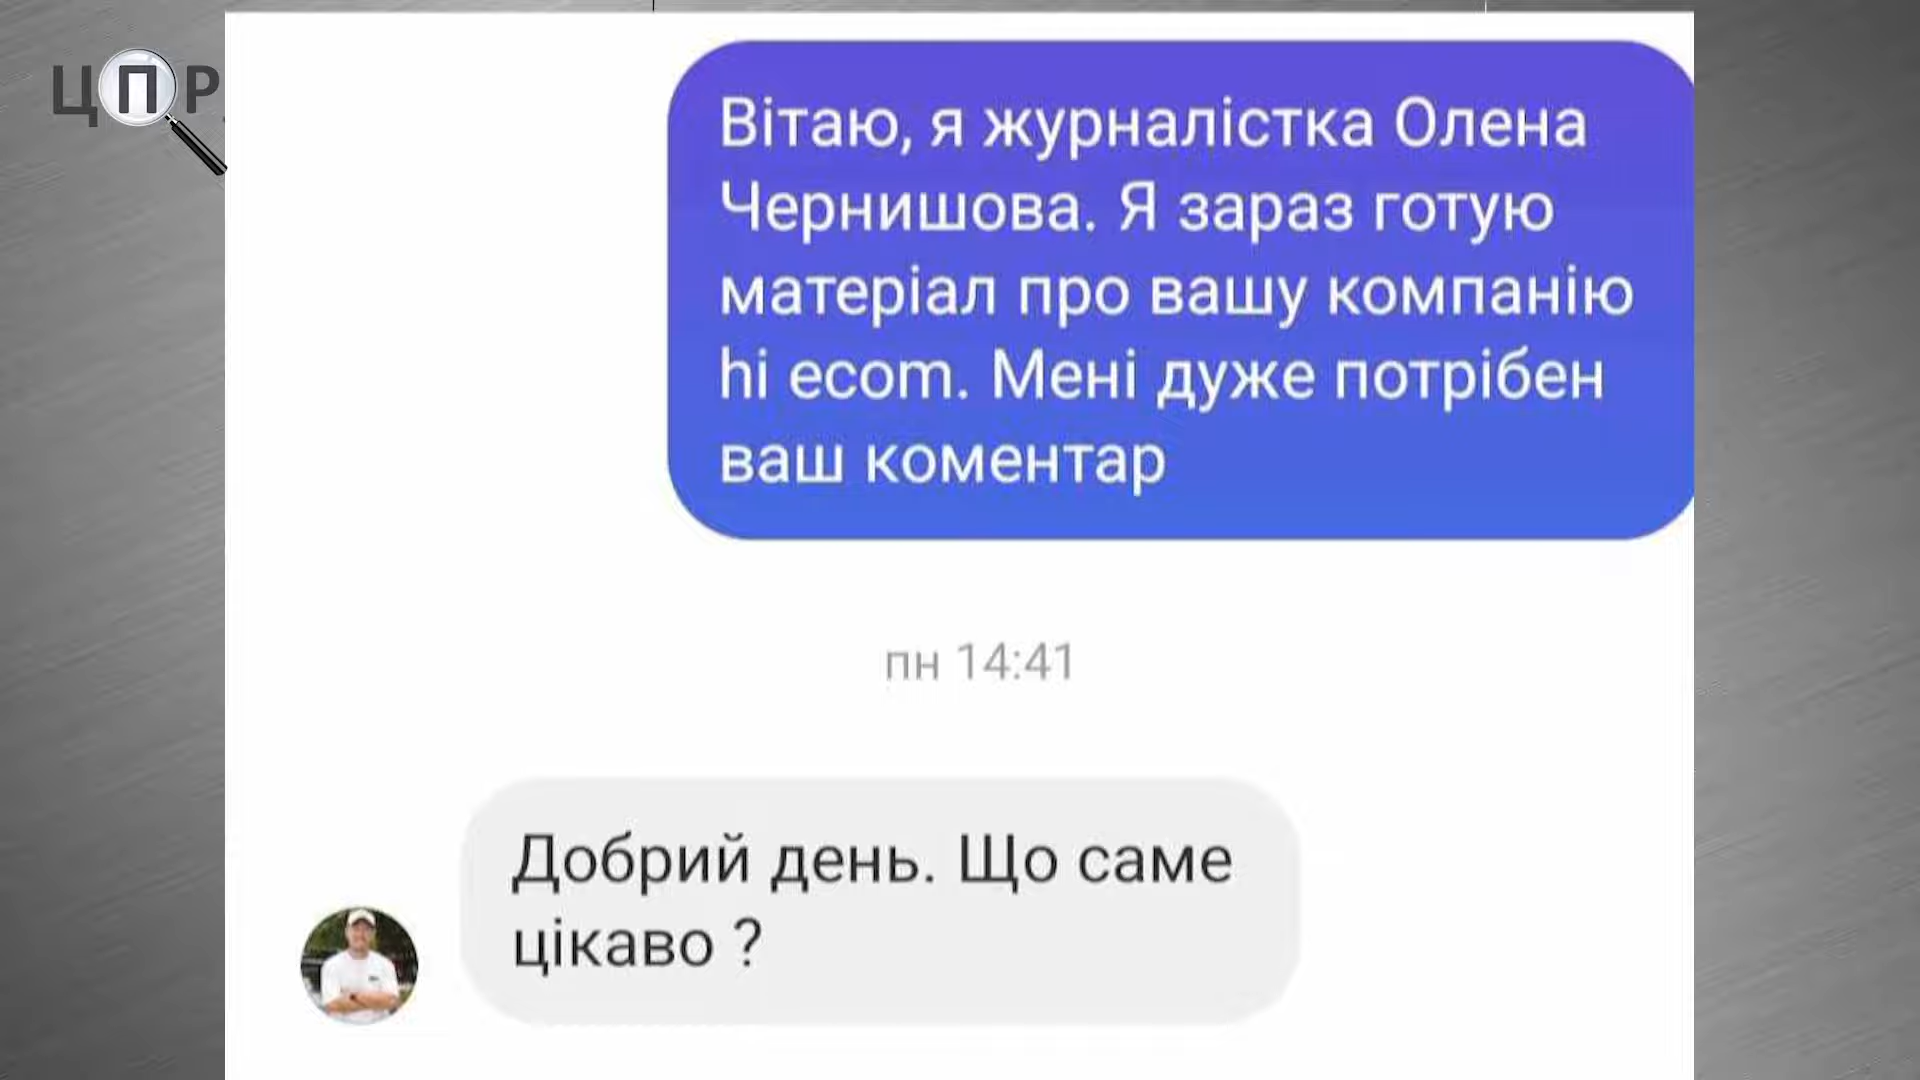 ЦПР
Вітаю, я журналістка Олена
Чернишова. Я зараз готую
матеріал про вашу компанію
hi ecom. Мені дуже потрібен
ваш коментар
пн 14:41
Добрий день. Що саме
цікаво ?